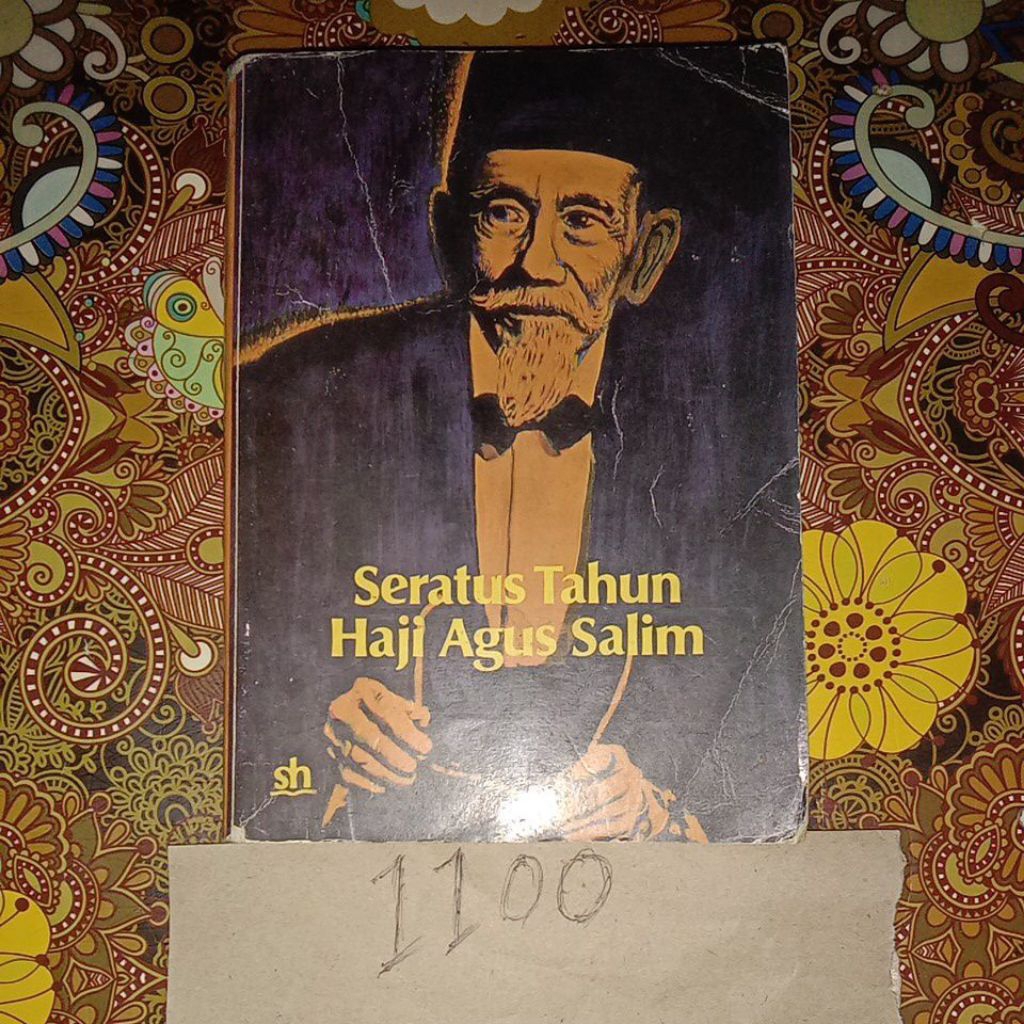 Seratus Tahun
Haji Agus Salim
sh
1100